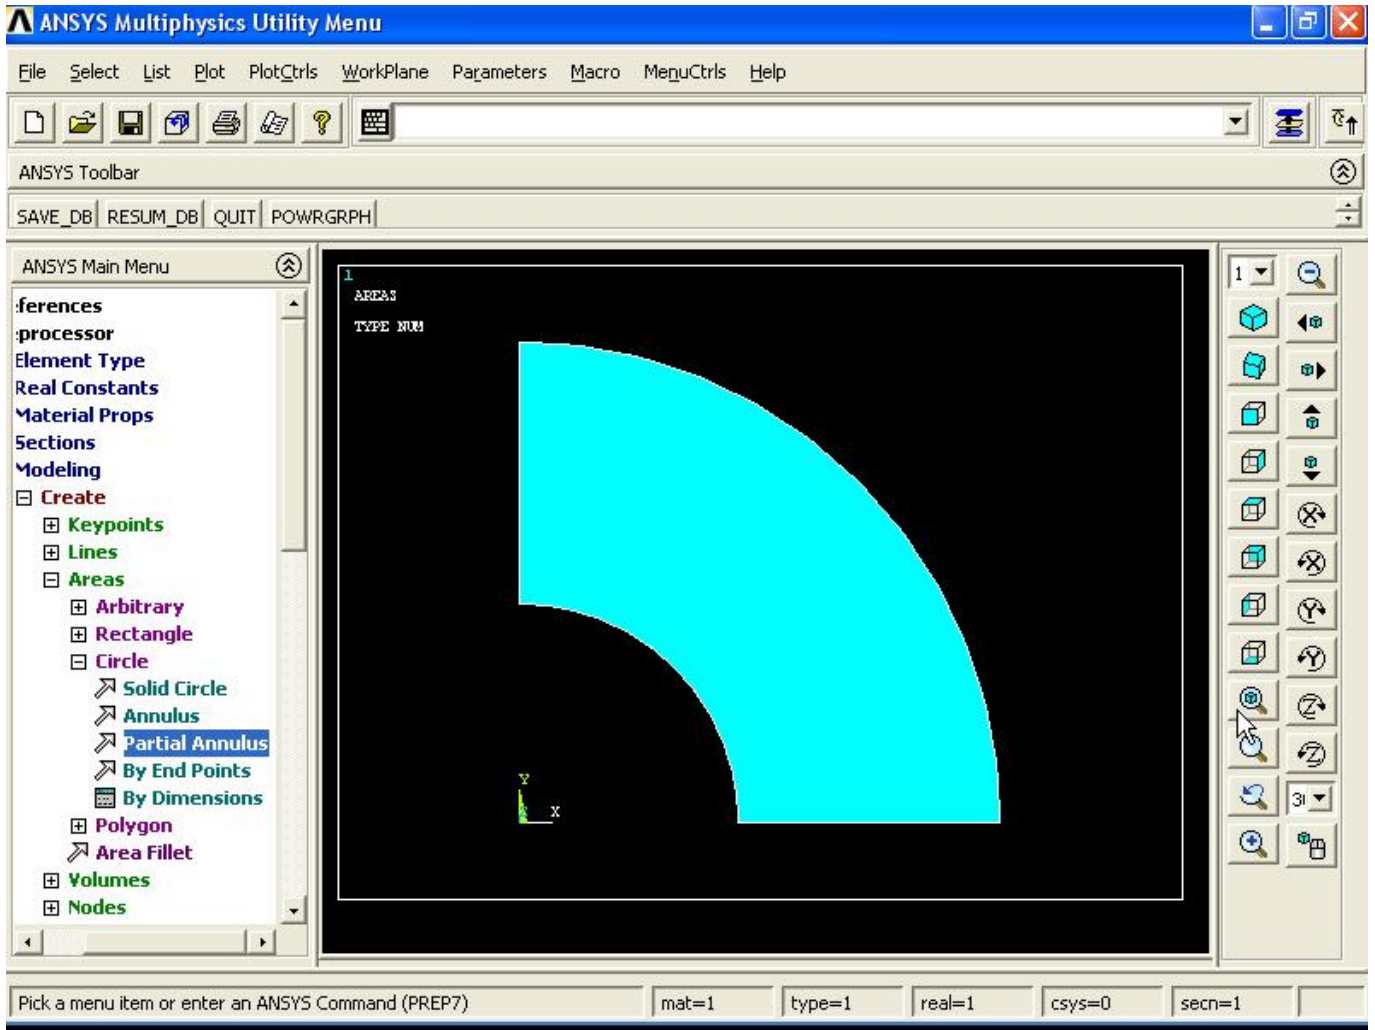 ANSYS Multiphysics Utility Menu
File Select List Plot PlotCtrls WorkPlane Parameters Macro MenuCtrls Help
ANSYS Toolbar
SAVE_DB RESUM_DB QUIT POWRGRPH
ANSYS Main Menu
ferences
processor
Element Type
Real Constants
Material Props
Sections
Modeling
Create
Keypoints
Lines
Areas
Arbitrary
Rectangle
Circle
Solid Circle
Annulus
Partial Annulus
By End Points
By Dimensions
Polygon
Area Fillet
Volumes
Nodes
1
AREAS
TYPE NUM
Y
X
1
X
X
Y
Y
Z
Z
Pick a menu item or enter an ANSYS Command (PREP7) mat=1 type=1 real=1 csys=0 secn=1